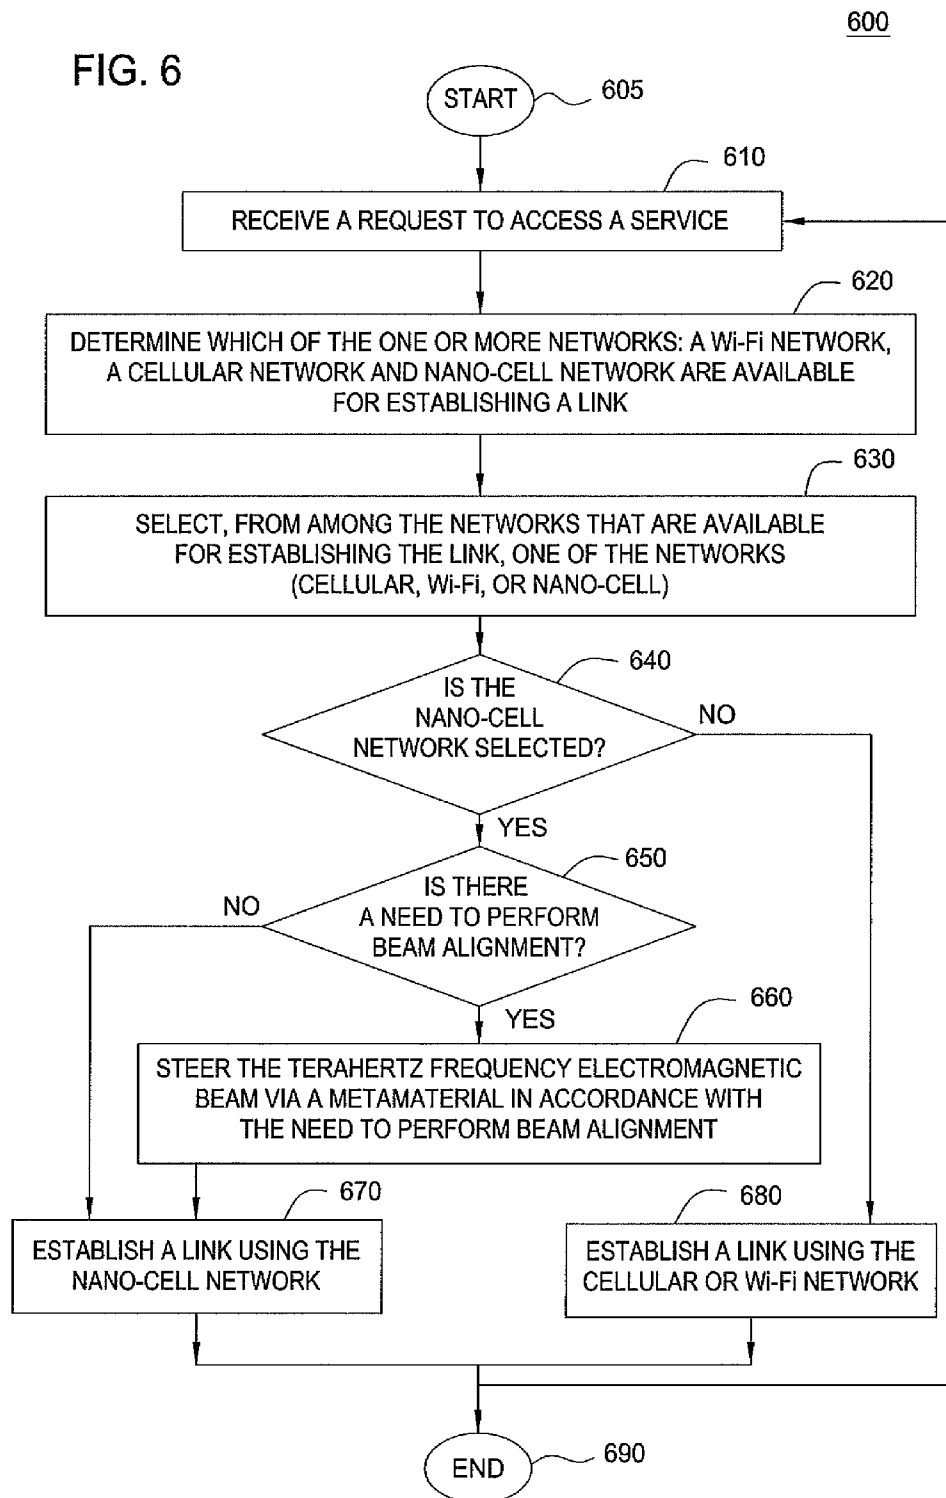 600
FIG. 6
START
605
610
RECEIVE A REQUEST TO ACCESS A SERVICE
620
DETERMINE WHICH OF THE ONE OR MORE NETWORKS: A Wi-Fi NETWORK,
A CELLULAR NETWORK AND NANO-CELL NETWORK ARE AVAILABLE
FOR ESTABLISHING A LINK
630
SELECT, FROM AMONG THE NETWORKS THAT ARE AVAILABLE
FOR ESTABLISHING THE LINK, ONE OF THE NETWORKS
(CELLULAR, Wi-Fi, OR NANO-CELL)
640
IS THE
NANO-CELL
NETWORK SELECTED?
NO
YES
650
IS THERE
A NEED TO PERFORM
BEAM ALIGNMENT?
NO
YES
660
STEER THE TERAHERTZ FREQUENCY ELECTROMAGNETIC
BEAM VIA A METAMATERIAL IN ACCORDANCE WITH
THE NEED TO PERFORM BEAM ALIGNMENT
670
ESTABLISH A LINK USING THE
NANO-CELL NETWORK
680
ESTABLISH A LINK USING THE
CELLULAR OR Wi-Fi NETWORK
END
690